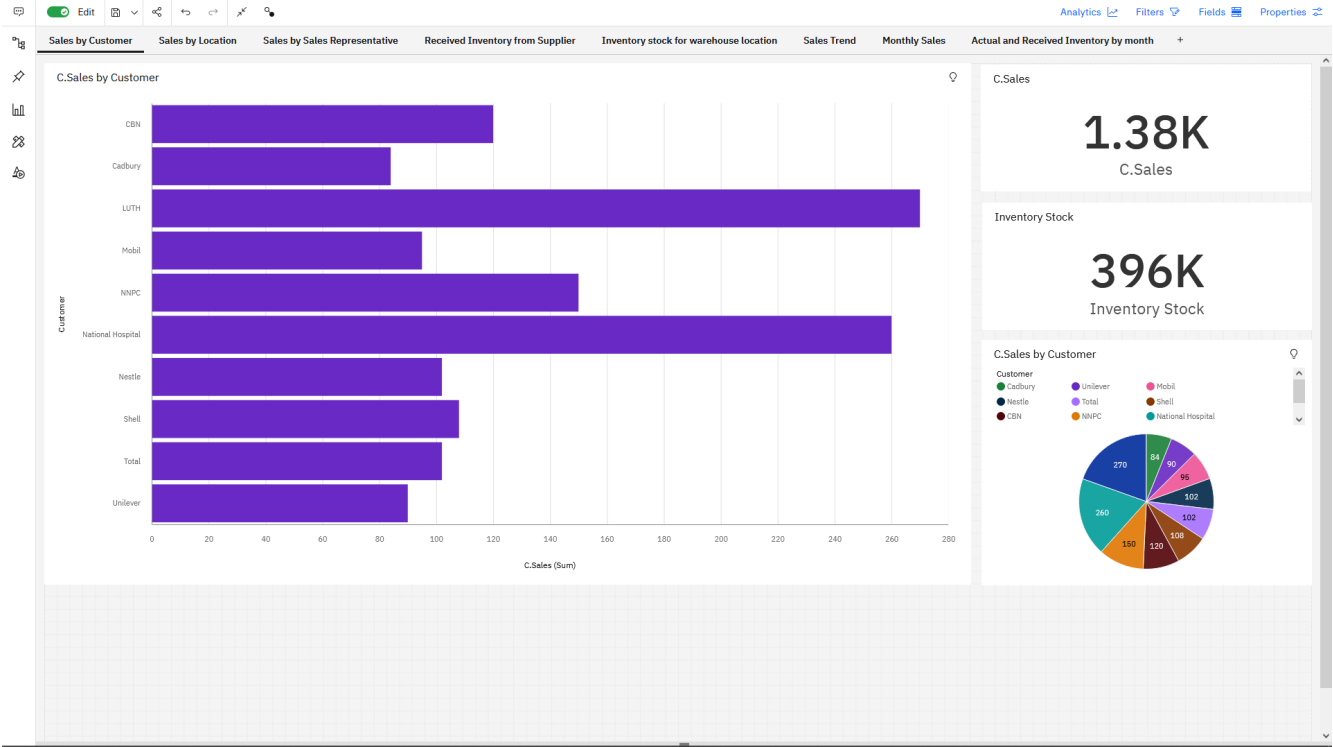 Edit
Analytics Filters Fields Properties
Sales by Customer Sales by Location Sales by Sales Representative Received Inventory from Supplier Inventory stock for warehouse location Sales Trend Monthly Sales Actual and Received Inventory by month +
C.Sales by Customer
CBN
Cadbury
LUTH
Mobil
NNPC
National Hospital
Nestle
Shell
Total
Unilever
Customer
0 20 40 60 80 100 120 140 160 180 200 220 240 260 280
C.Sales (Sum)
C.Sales
1.38K
C.Sales
Inventory Stock
396K
Inventory Stock
C.Sales by Customer
Customer
Cadbury Unilever Mobil
Nestle Total Shell
CBN NNPC National Hospital
84
90
95
102
102
108
120
150
260
270